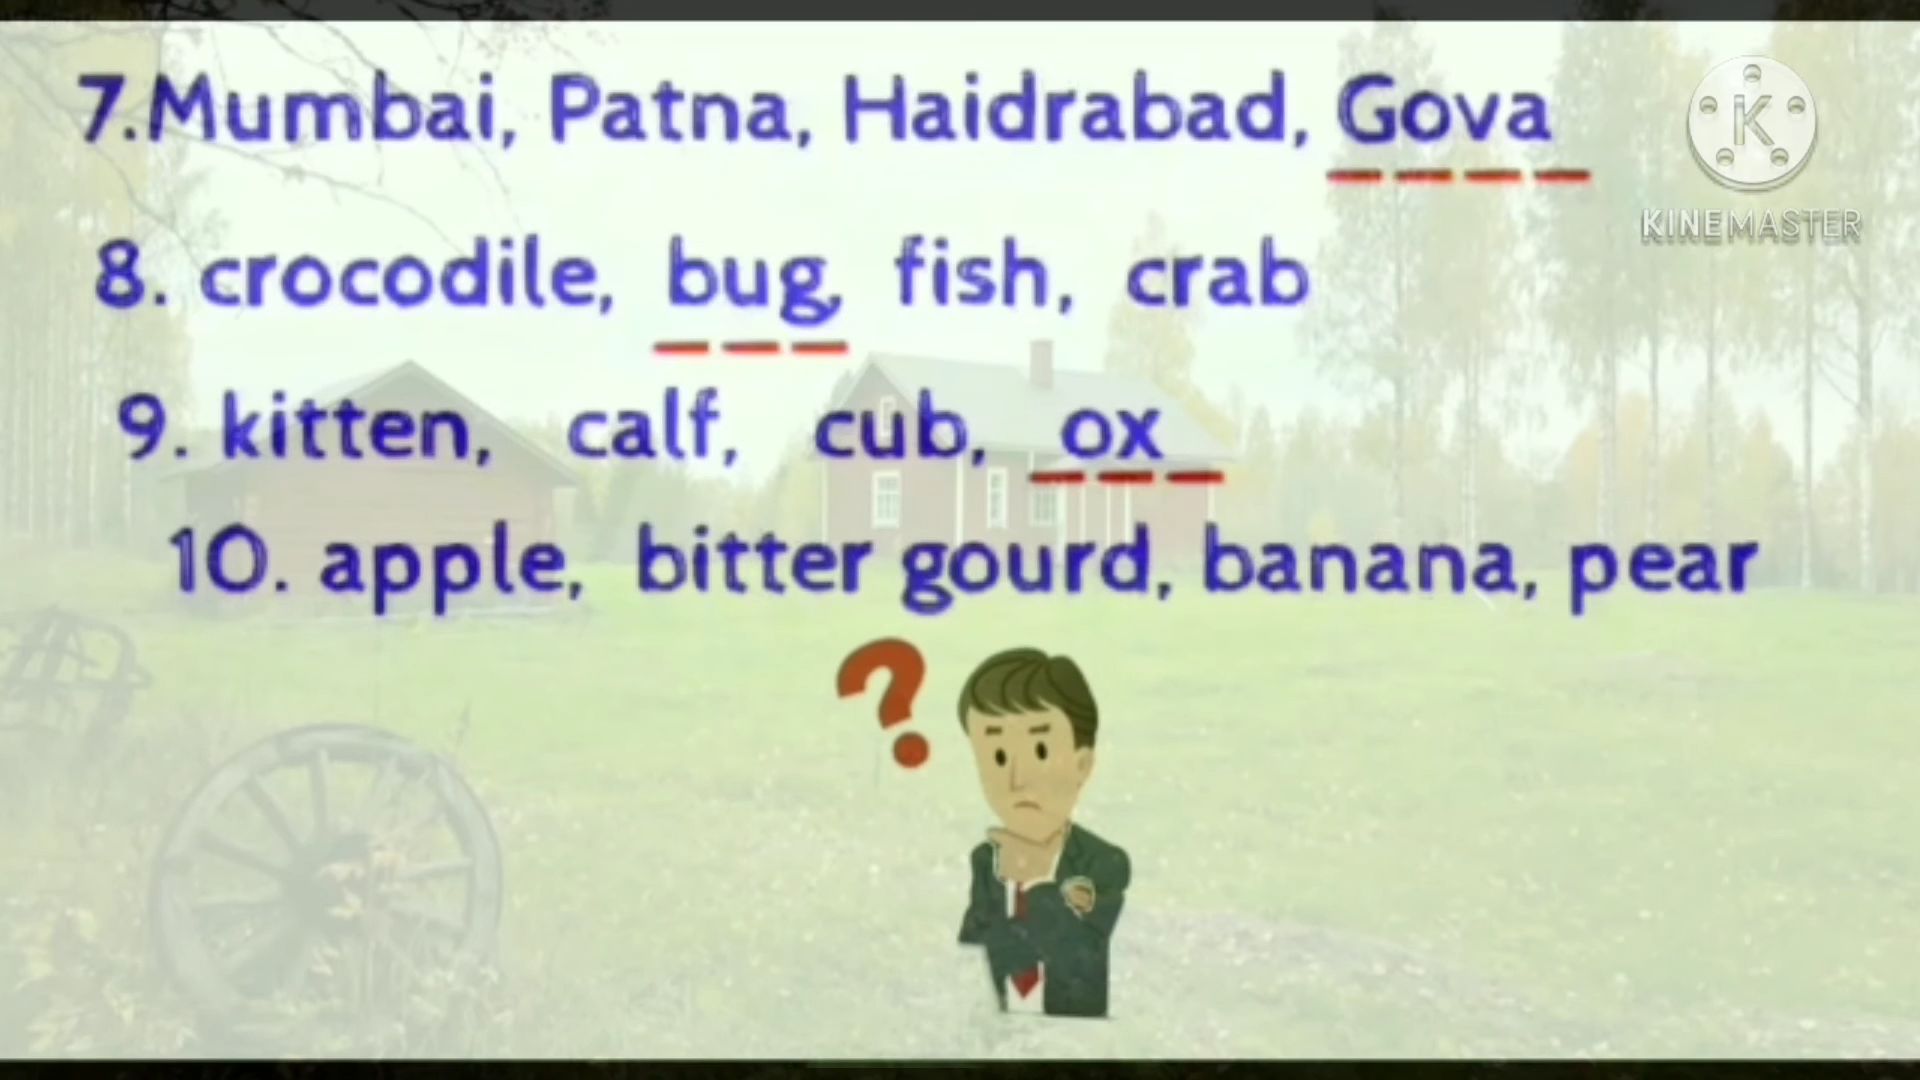 7.Mumbai, Patna, Haidrabad, Gova
8. crocodile, bug, fish, crab
9. kitten, calf, cub, ox
10. apple, bitter gourd, banana, pear
?
K
KINEMASTER